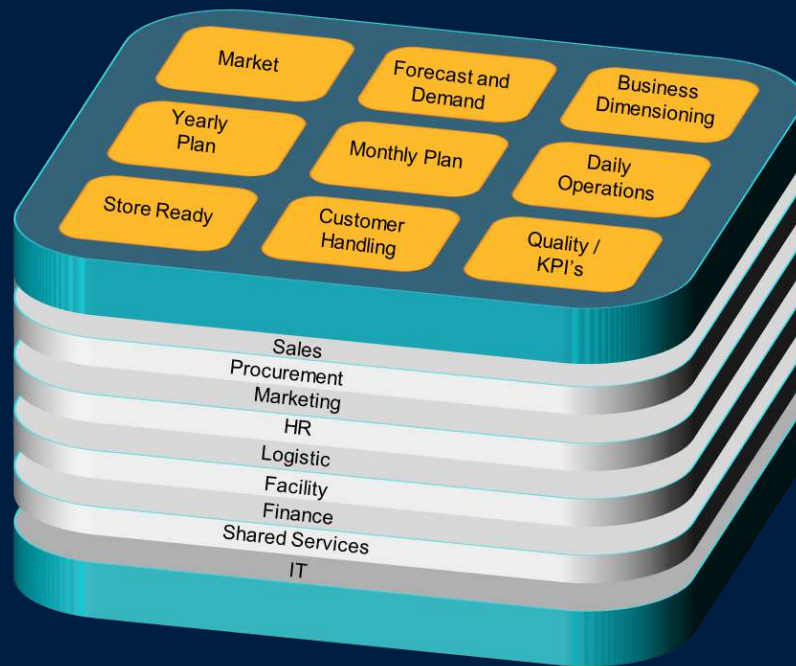 Market
Forecast and
Demand
Business
Dimensioning
Yearly
Plan
Monthly Plan
Daily
Operations
Store Ready
Customer
Handling
Quality /
KPI's
Sales
Procurement
Marketing
HR
Logistic
Facility
Finance
Shared Services
IT